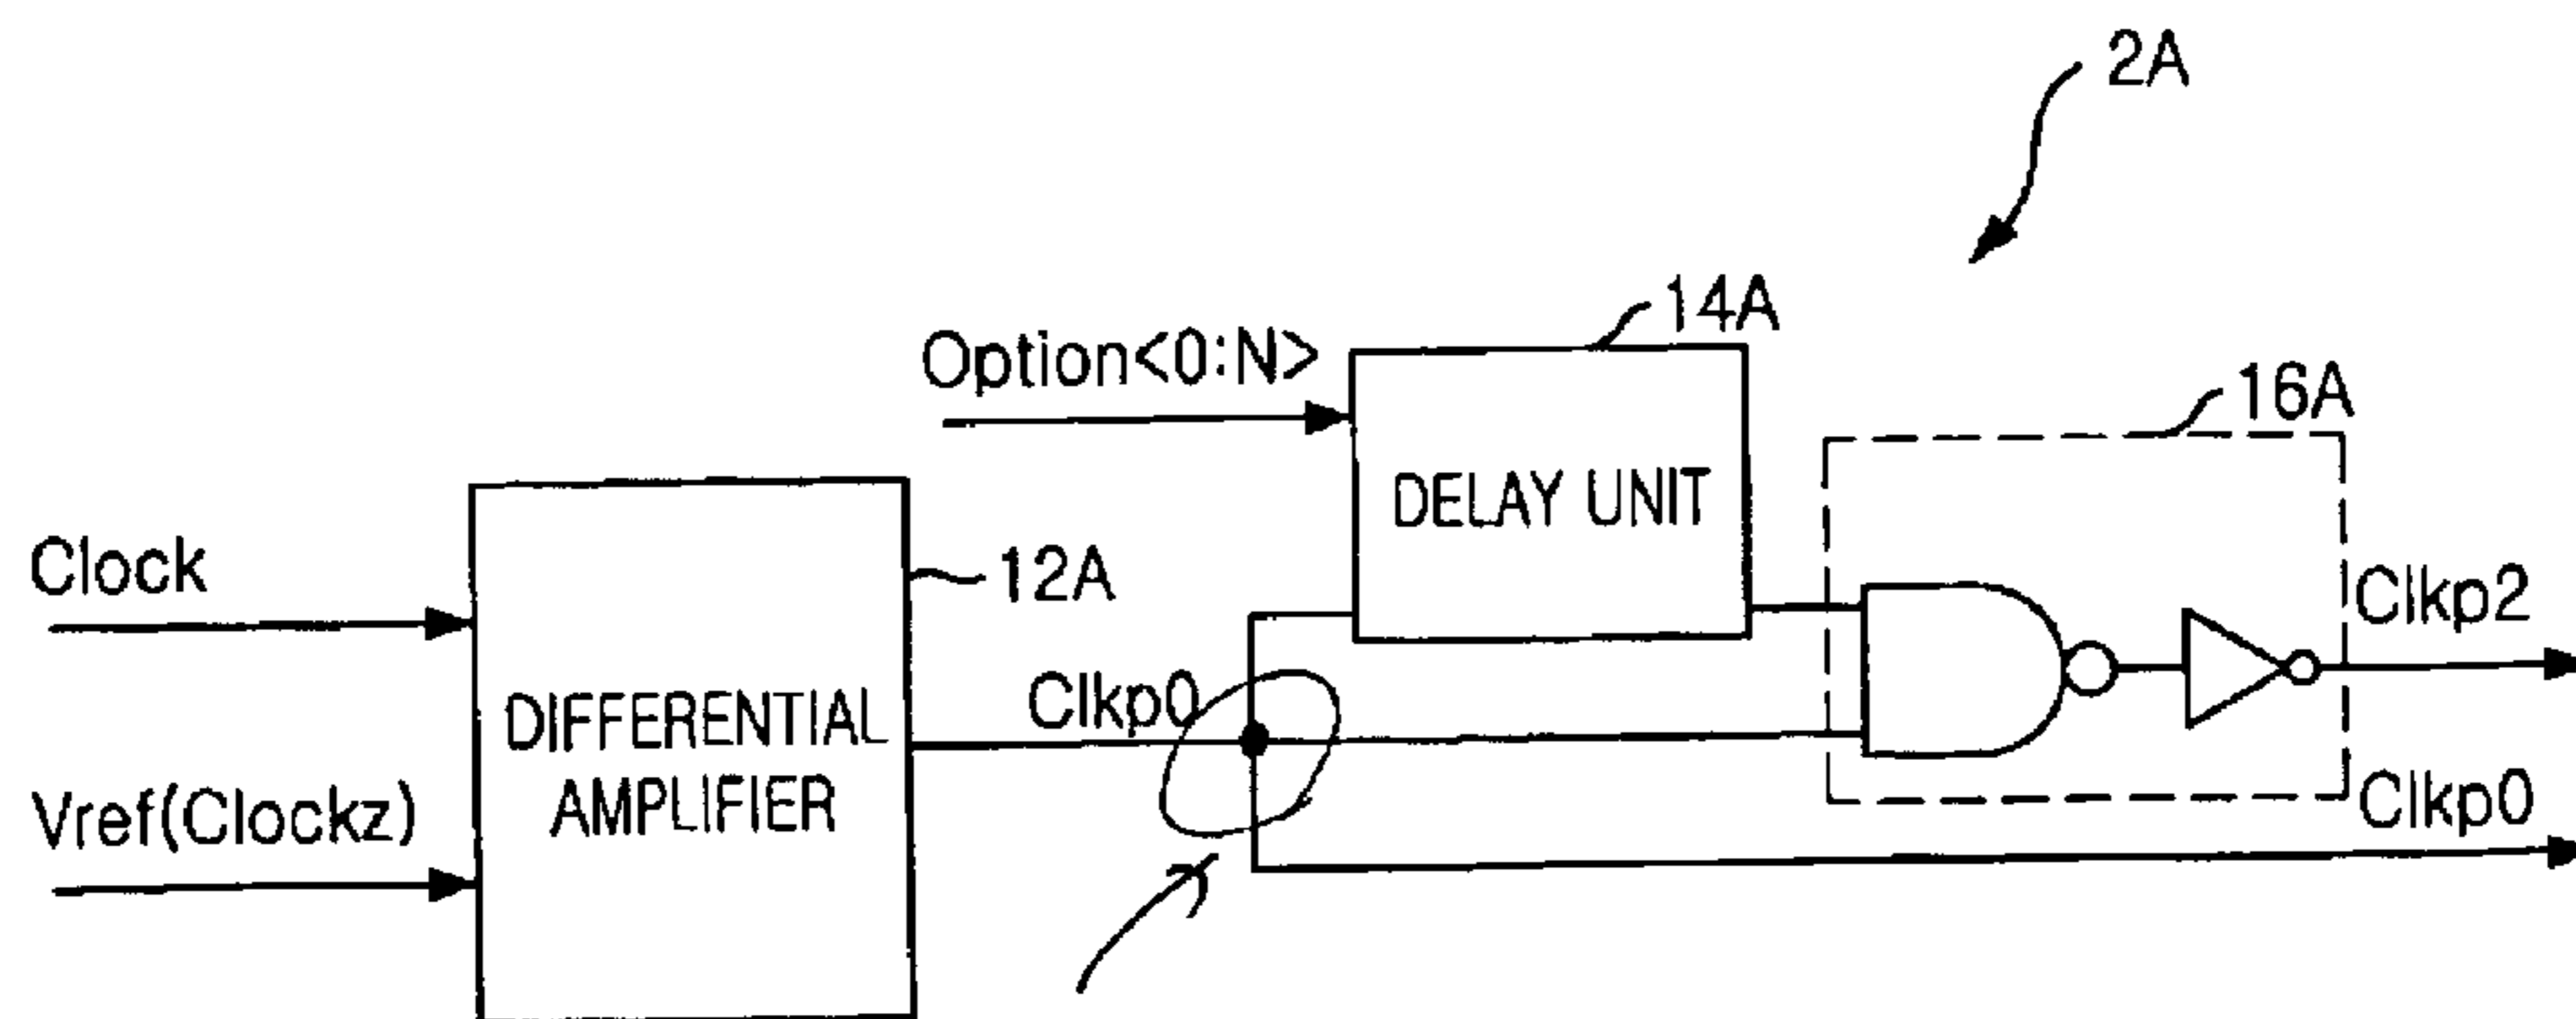 2A
14A
Option<0:N>
16A
DELAY UNIT
Clock
12A
Clkp2
Clkp0
DIFFERENTIAL
AMPLIFIER
Vref(Clockz)
Clkp0